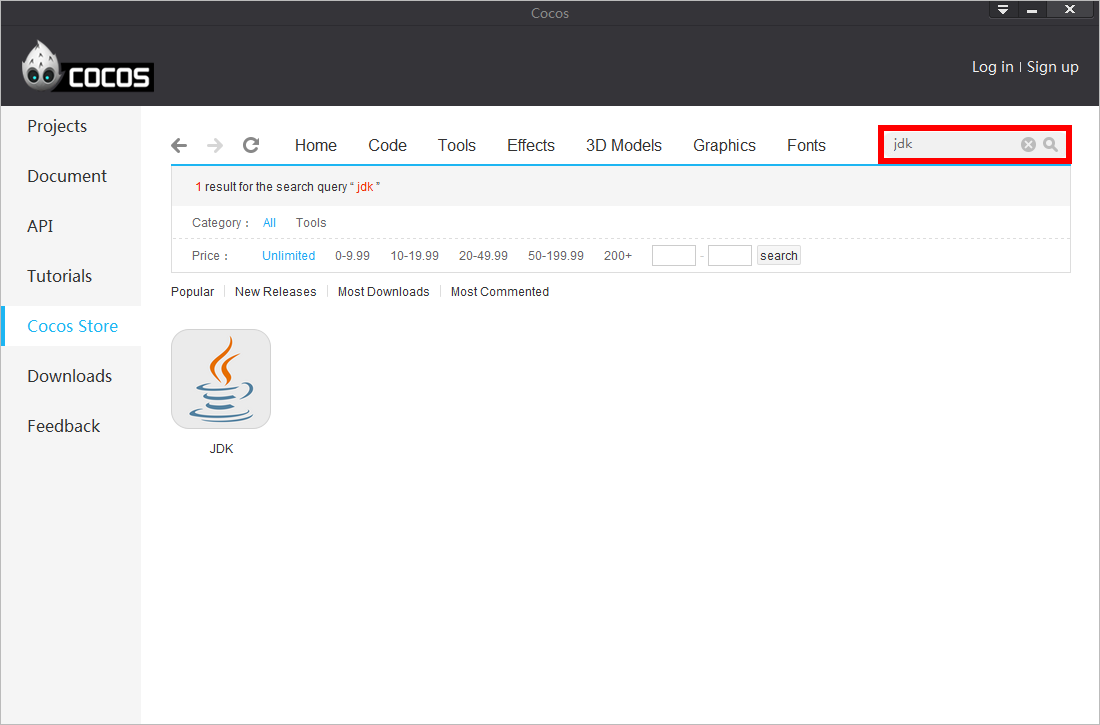 Cocos
COCOS
Log in | Sign up
Projects
Document
API
Tutorials
Cocos Store
Downloads
Feedback
Home Code Tools Effects 3D Models Graphics Fonts
jdk
1 result for the search query “ jdk ”
Category : All Tools
Price : Unlimited 0-9.99 10-19.99 20-49.99 50-199.99 200+ - search
Popular New Releases Most Downloads Most Commented
JDK